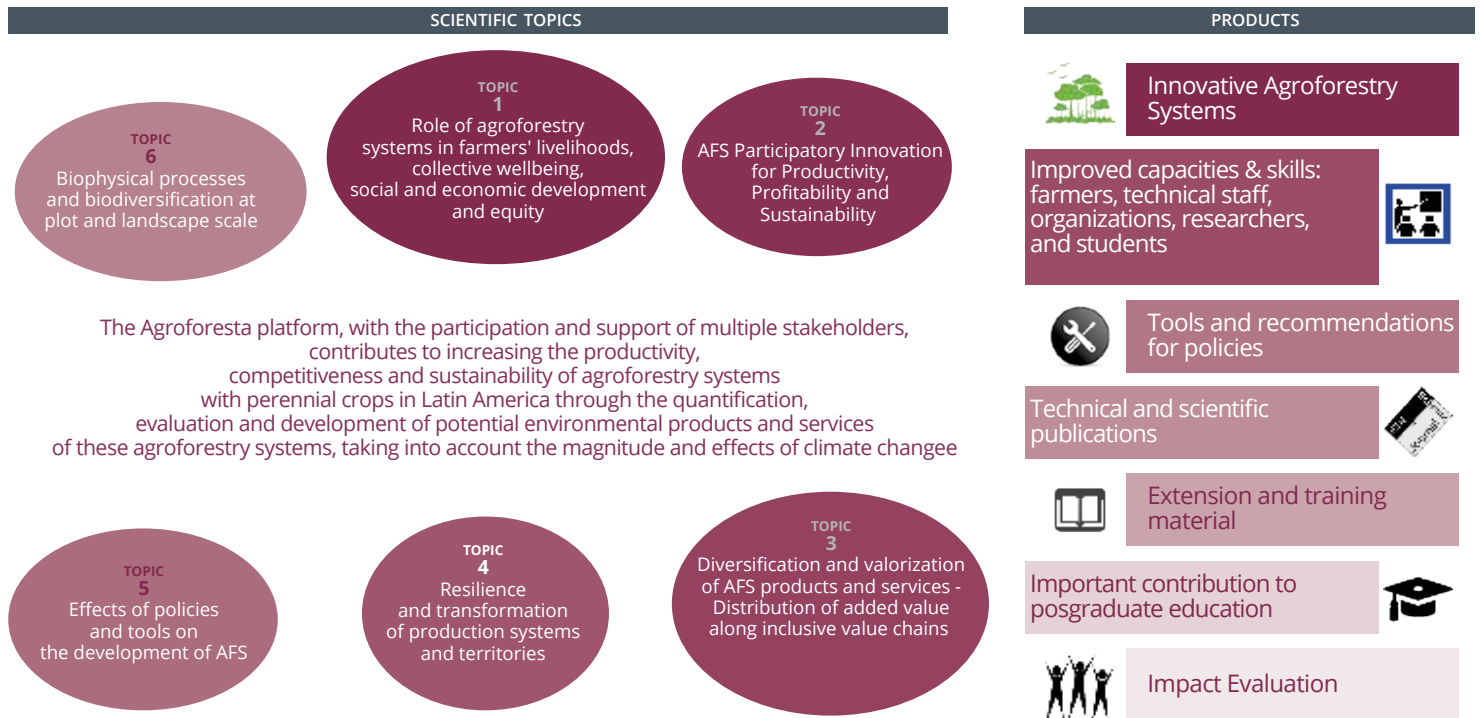 SCIENTIFIC TOPICS
TOPIC
1
Role of agroforestry
systems in farmers' livelihoods,
collective wellbeing,
social and economic development
and equity
TOPIC
2
AFS Participatory Innovation
for Productivity,
Profitability and
Sustainability
TOPIC
6
Biophysical processes
and biodiversification at
plot and landscape scale
The Agroforesta platform, with the participation and support of multiple stakeholders,
contributes to increasing the productivity,
competitiveness and sustainability of agroforestry systems
with perennial crops in Latin America through the quantification,
evaluation and development of potential environmental products and services
of these agroforestry systems, taking into account the magnitude and effects of climate changee
TOPIC
5
Effects of policies
and tools on
the development of AFS
TOPIC
4
Resilience
and transformation
of production systems
and territories
TOPIC
3
Diversification and valorization
of AFS products and services -
Distribution of added value
along inclusive value chains
PRODUCTS
Innovative Agroforestry
Systems
Improved capacities & skills:
farmers, technical staff,
organizations, researchers,
and students
Tools and recommendations
for policies
Technical and scientific
publications
Extension and training
material
Important contribution to
posgraduate education
Impact Evaluation